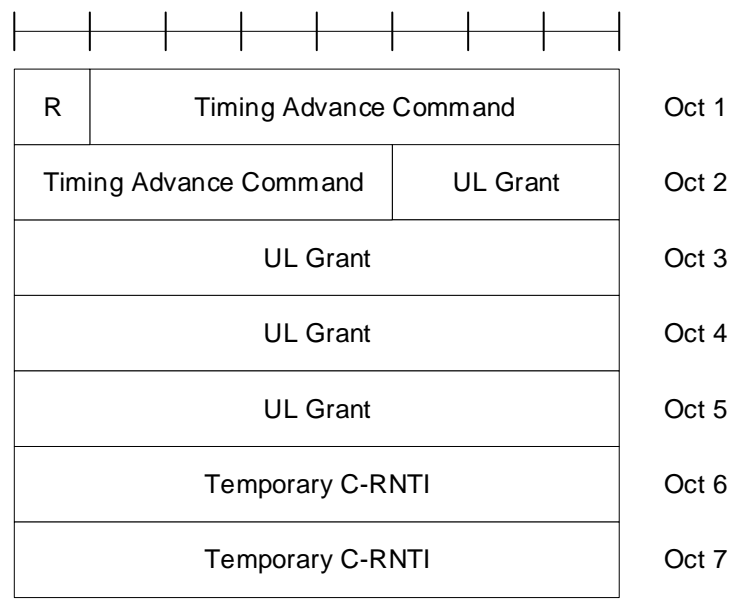 R Timing Advance Command Oct 1
Timing Advance Command UL Grant Oct 2
UL Grant Oct 3
UL Grant Oct 4
UL Grant Oct 5
Temporary C-RNTI Oct 6
Temporary C-RNTI Oct 7